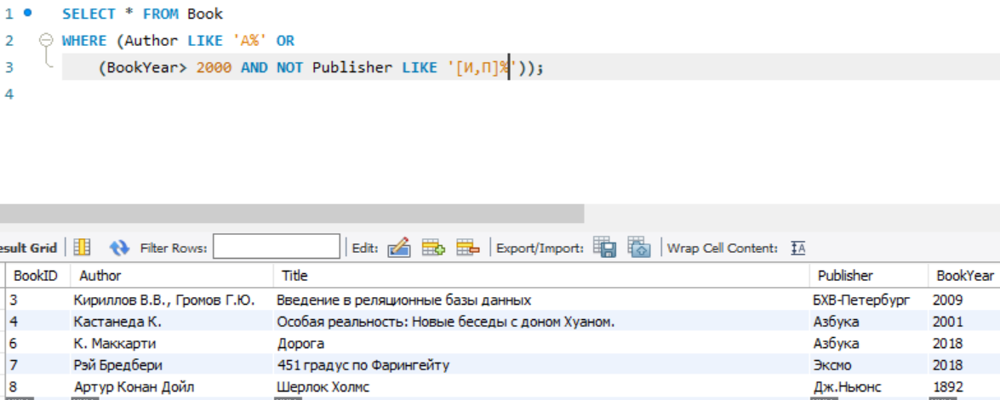 1 SELECT * FROM Book
2 WHERE (Author LIKE 'A%' OR
3 (BookYear> 2000 AND NOT Publisher LIKE '[И,П]%'));
4
Grid Filter Rows: Edit: Export/Import: Wrap Cell Content: IA
BookID Author Title Publisher BookYear
3 Кириллов В.В., Громов Г.Ю. Введение в реляционные базы данных БХВ-Петербург 2009
4 Кастанеда К. Особая реальность: Новые беседы с доном Хуаном. Азбука 2001
6 К. Маккарти Дорога Азбука 2018
7 Рэй Бредбери 451 градус по Фарингейту Эксмо 2018
8 Артур Конан Дойл Шерлок Холмс Дж.Ньюнс 1892